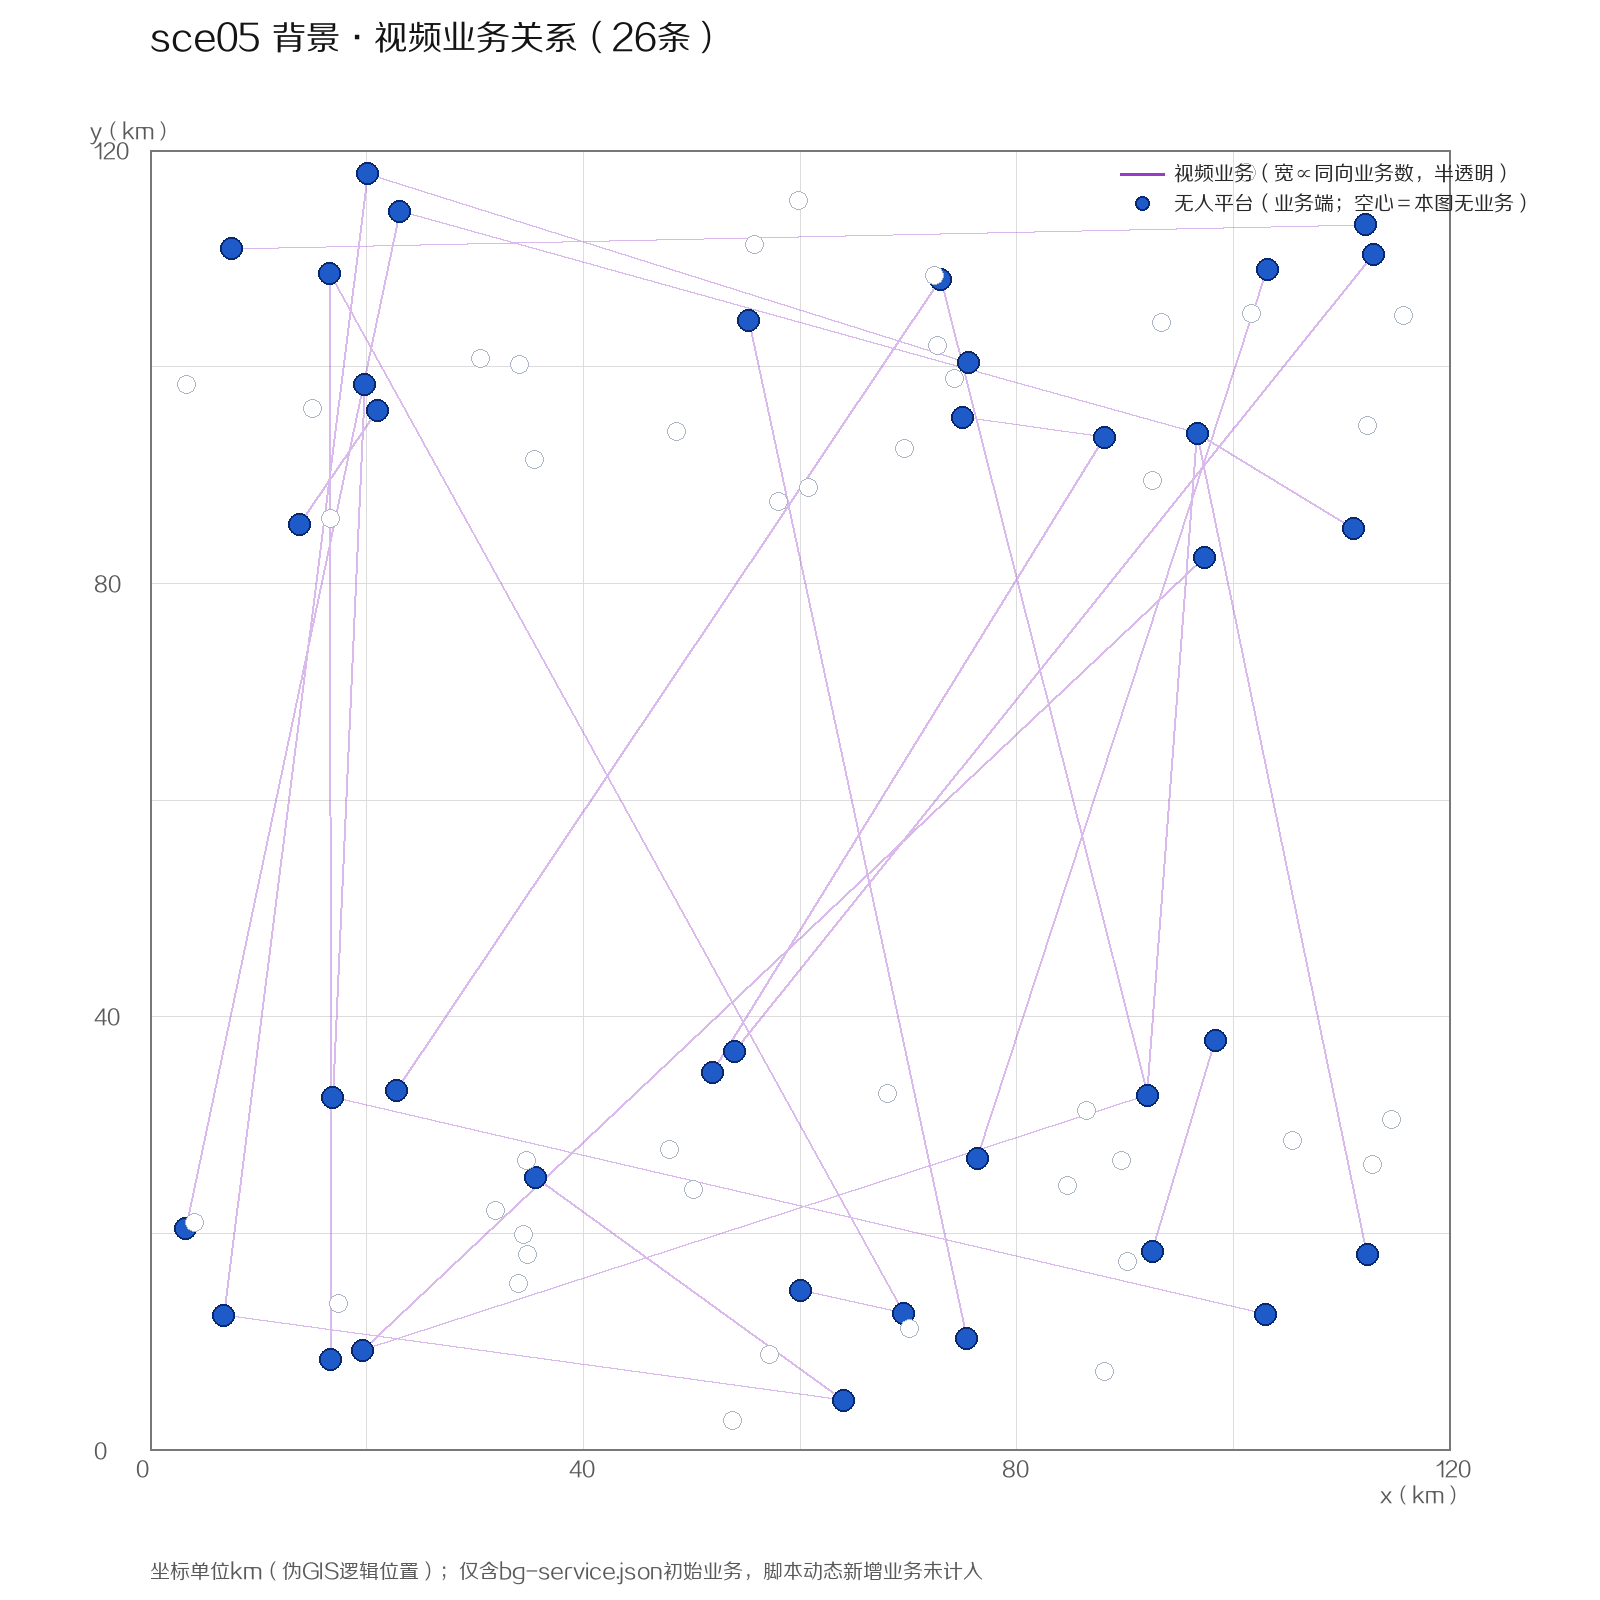 sce05 背景·视频业务关系（26条）
y（km）
120
视频业务（宽∝同向业务数，半透明）
无人平台（业务端；空心＝本图无业务）
80
40
0
0 40 80 120
x（km）
坐标单位km（伪GIS逻辑位置）；仅含bg-service.json初始业务，脚本动态新增业务未计入